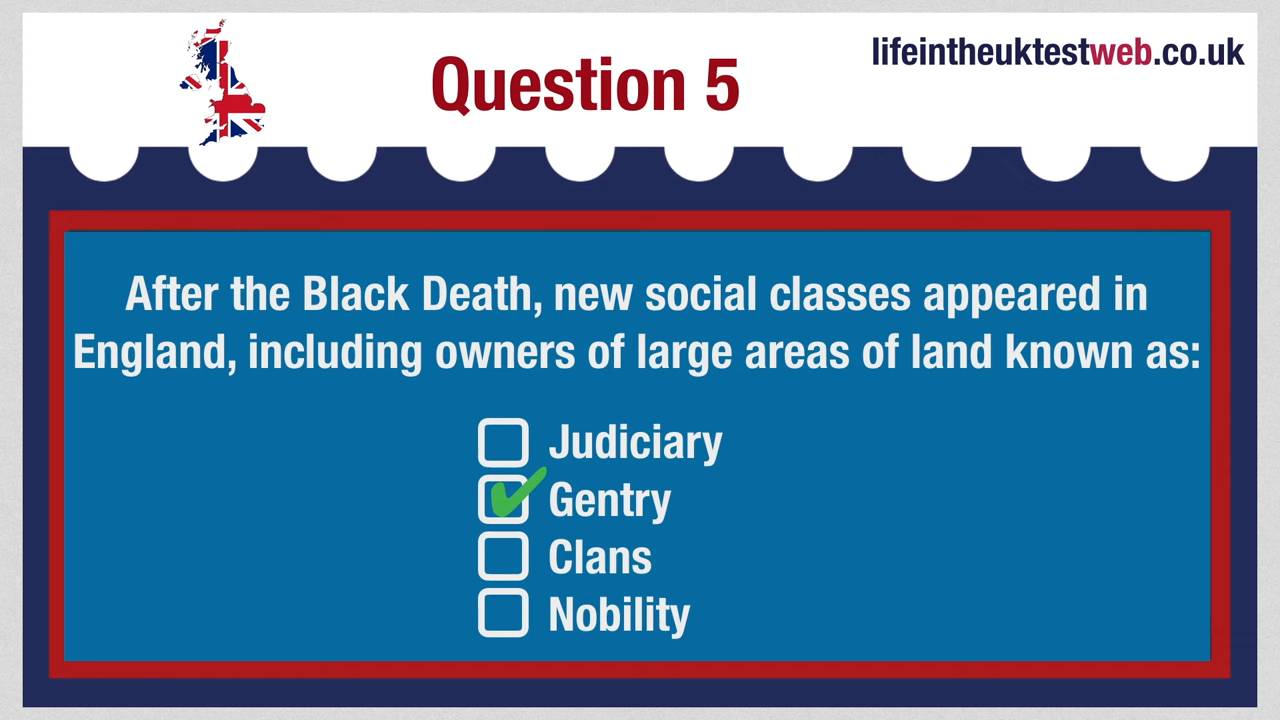 lifeintheuktestweb.co.uk
Question 5
After the Black Death, new social classes appeared in
England, including owners of large areas of land known as:
Judiciary
Gentry
Clans
Nobility